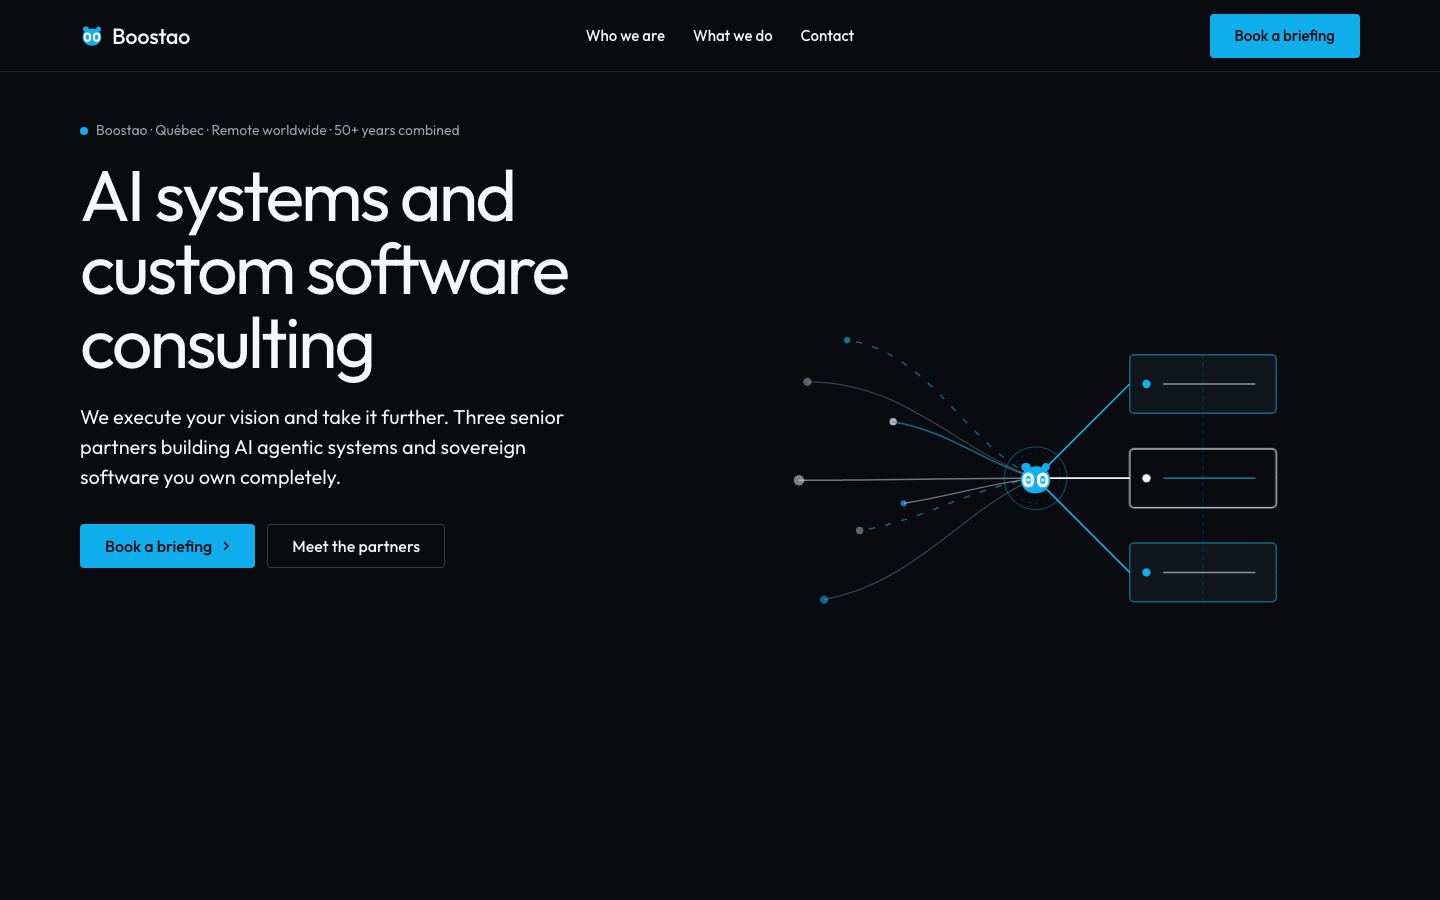 Boostao
Who we are
What we do
Contact
Book a briefing
Boostao · Québec · Remote worldwide · 50+ years combined
AI systems and
custom software
consulting
We execute your vision and take it further. Three senior
partners building AI agentic systems and sovereign
software you own completely.
Book a briefing
Meet the partners